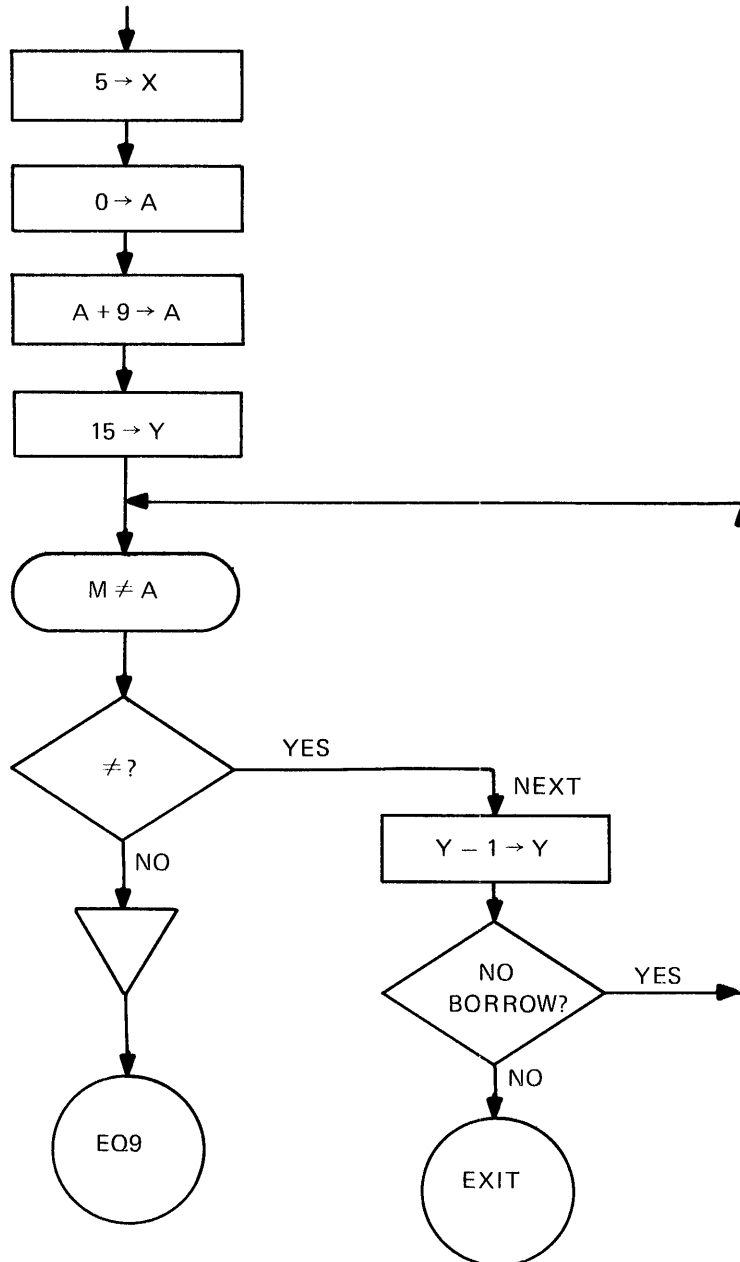 5 → X
0 → A
A + 9 → A
15 → Y
M ≠ A
≠?
YES
NEXT
NO
Y – 1 → Y
NO
BORROW?
YES
NO
EQ9
EXIT